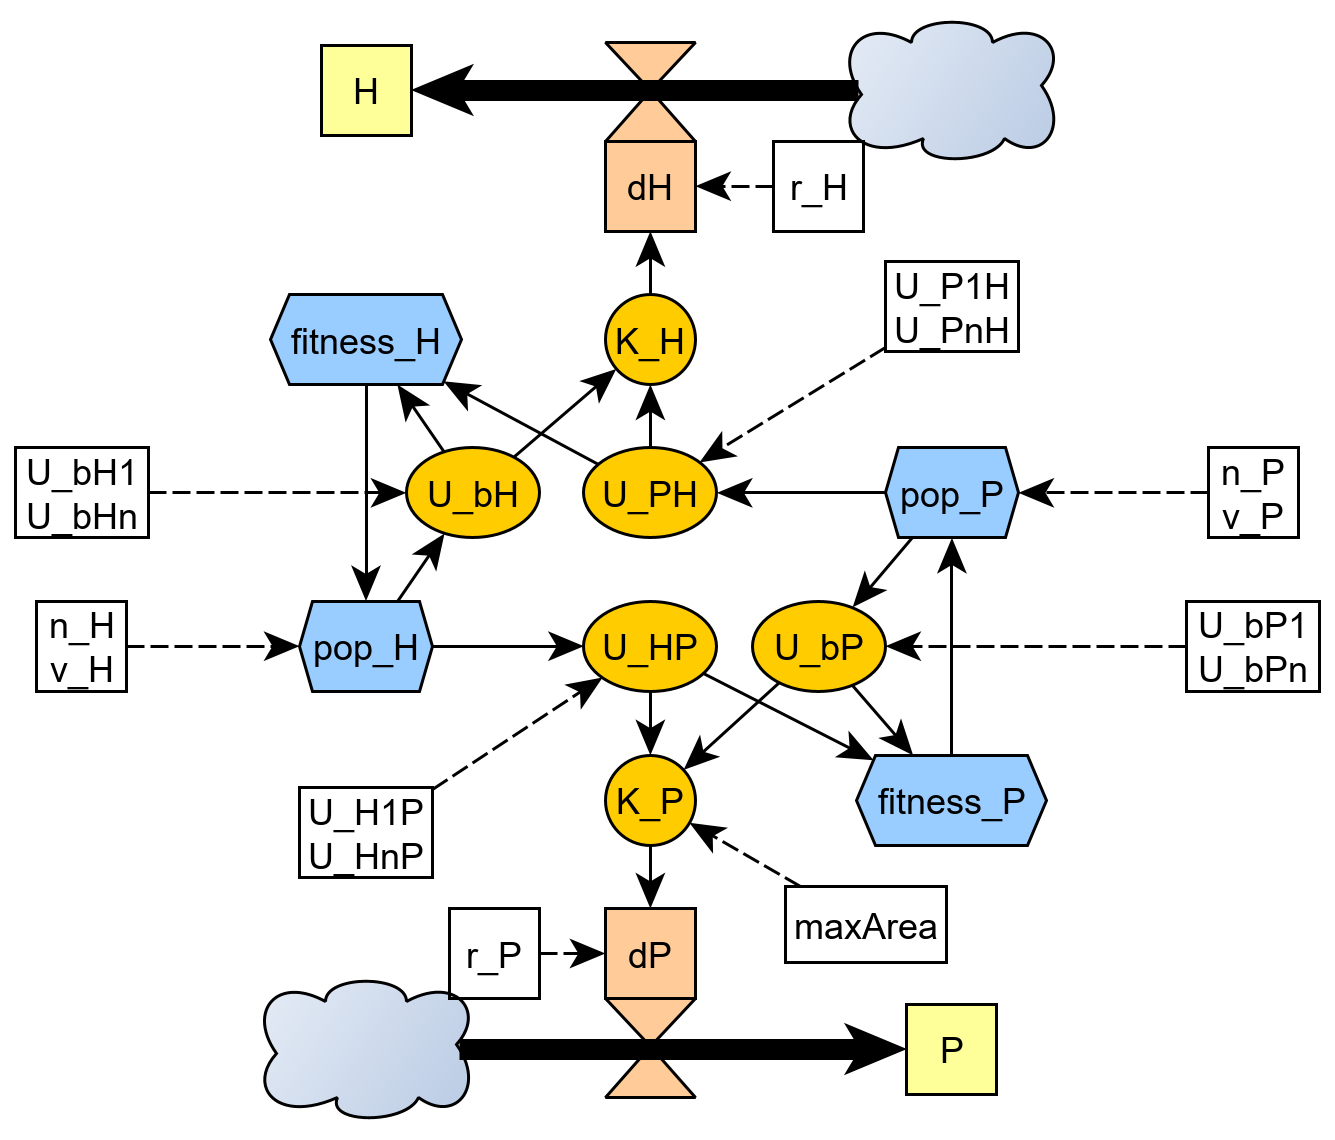 H
dH
r_H
U_P1H
U_PnH
fitness_H
K_H
U_bH1
U_bHn
U_bH
U_PH
pop_P
n_P
v_P
n_H
v_H
pop_H
U_HP
U_bP
U_bP1
U_bPn
U_H1P
U_HnP
K_P
fitness_P
maxArea
r_P
dP
P